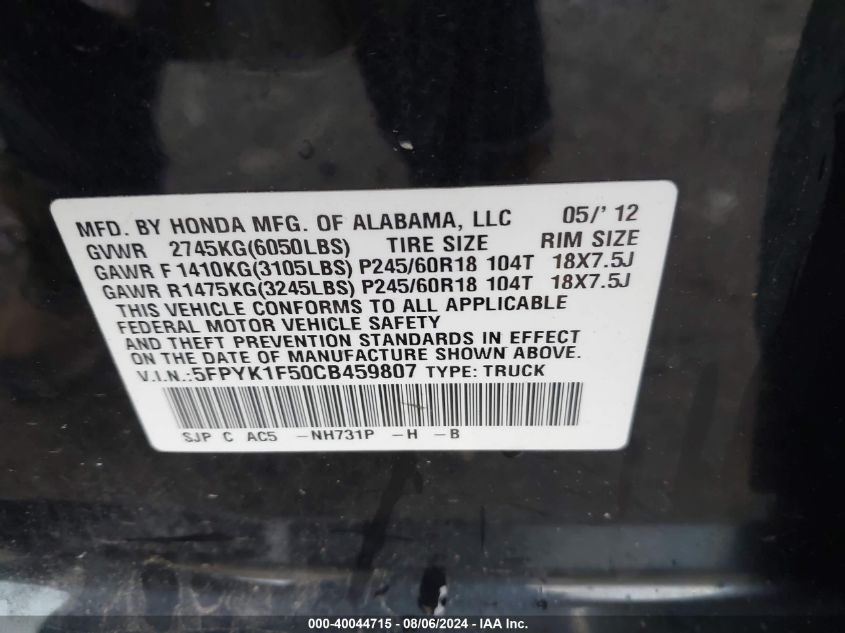 MFD. BY HONDA MFG. OF ALABAMA, LLC 05/' 12
GVWR 2745KG(6050LBS) TIRE SIZE RIM SIZE
GAWR F 1410KG(3105LBS) P245/60R18 104T 18X7.5J
GAWR R1475KG(3245LBS) P245/60R18 104T 18X7.5J
THIS VEHICLE CONFORMS TO ALL APPLICABLE
FEDERAL MOTOR VEHICLE SAFETY
AND THEFT PREVENTION STANDARDS IN EFFECT
ON THE DATE OF MANUFACTURE SHOWN ABOVE.
V.I.N.:5FPYK1F50CB459807 TYPE: TRUCK
SJP C AC5 -NH731P -H -B
000-40044715 - 08/06/2024 - IAA Inc.